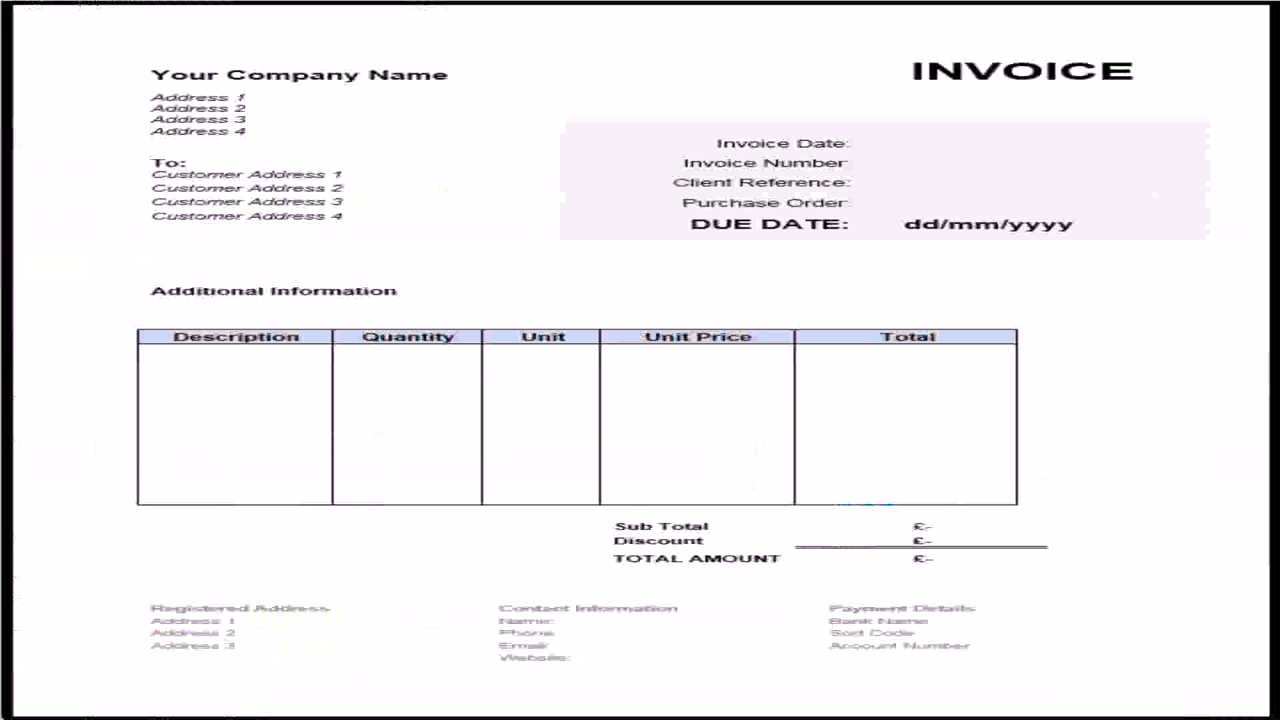 Your Company Name
INVOICE
Address 1
Address 2
Address 3
Address 4
Invoice Date:
Invoice Number:
Client Reference:
Purchase Order:
DUE DATE: dd/mm/yyyy
To:
Customer Address 1
Customer Address 2
Customer Address 3
Customer Address 4
Additional Information
Description Quantity Unit Unit Price Total
Sub Total £-
Discount £-
TOTAL AMOUNT £-
Registered Address
Address 1
Address 2
Address 3
Contact Information
Name:
Phone
Email
Website:
Payment Details
Bank Name
Sort Code
Account Number